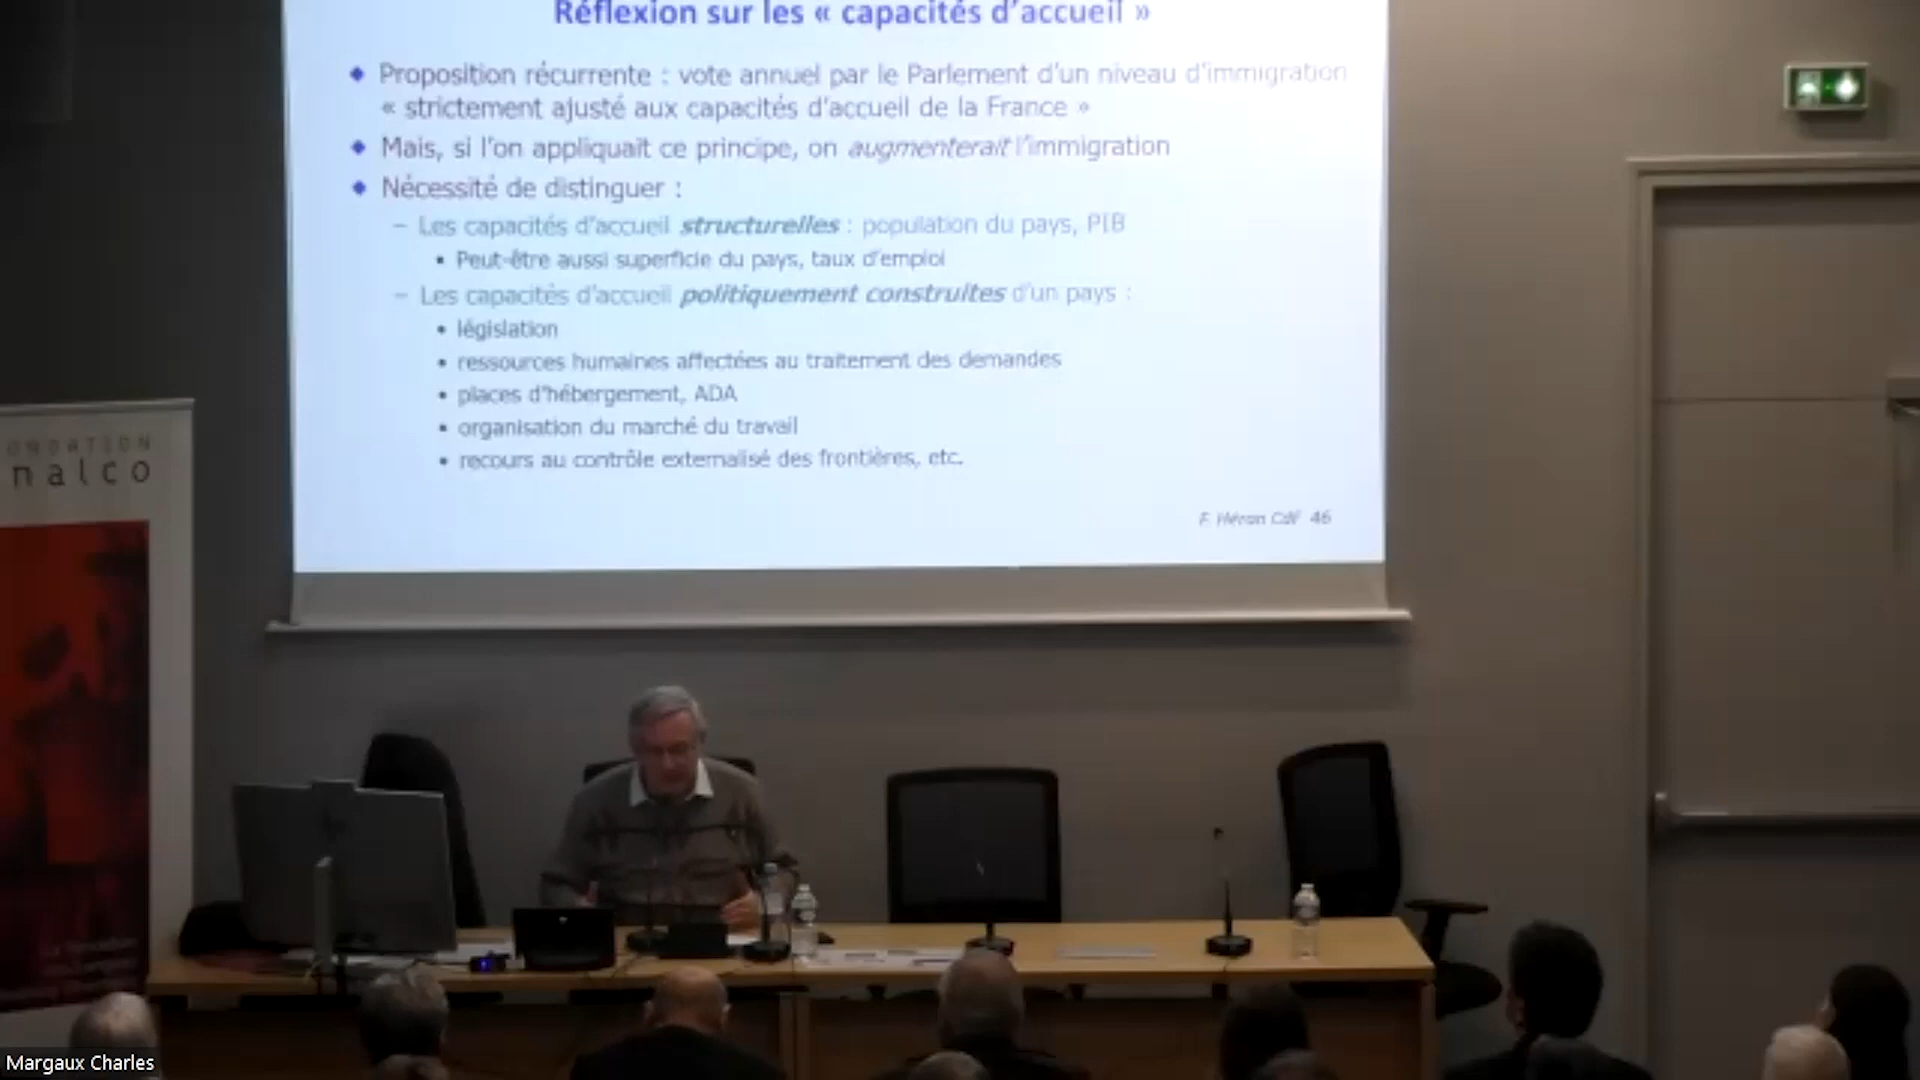 Réflexion sur les « capacités d'accueil »
◆ Proposition récurrente : vote annuel par le Parlement d'un niveau d'immigration
« strictement ajusté aux capacités d'accueil de la France »
◆ Mais, si l'on appliquait ce principe, on augmenterait l'immigration
◆ Nécessité de distinguer :
– Les capacités d'accueil structurelles : population du pays, PIB
• Peut-être aussi superficie du pays, taux d'emploi
– Les capacités d'accueil politiquement construites d'un pays :
• législation
• ressources humaines affectées au traitement des demandes
• places d'hébergement, ADA
• organisation du marché du travail
• recours au contrôle externalisé des frontières, etc.
F. Héran CdF 46
nalco
Margaux Charles